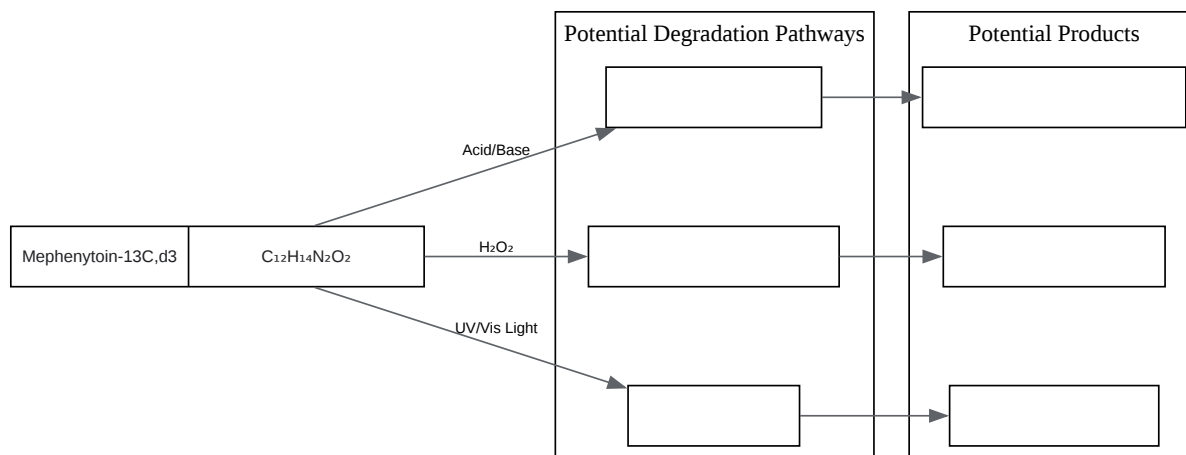 Potential Degradation Pathways
Potential Products
Acid/Base
Mephenytoin-13C,d3
C₁₂H₁₄N₂O₂
H₂O₂
UV/Vis Light